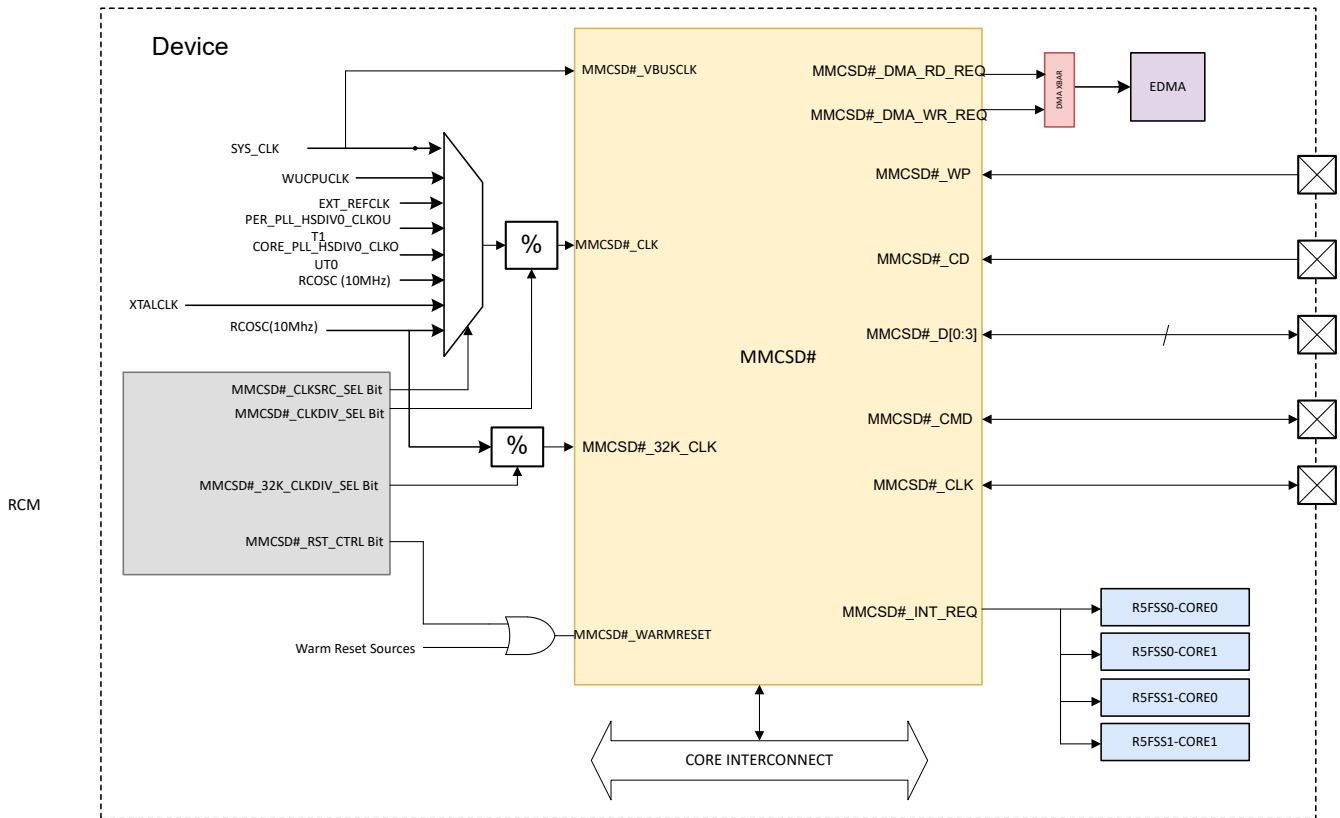 Device
MMCSD#_VBUSCLK
SYS_CLK
WUCPUCLK
EXT_REFCLK
PER_PLL_HSDIV0_CLKOU
T1
CORE_PLL_HSDIV0_CLKO
UT0
RCOSC (10MHz)
XTALCLK
RCOSC(10Mhz)
%
MMCSD#_CLK
MMCSD#_CLKSRC_SEL Bit
MMCSD#_CLKDIV_SEL Bit
%
MMCSD#_32K_CLK
MMCSD#_32K_CLKDIV_SEL Bit
RCM
MMCSD#_RST_CTRL Bit
Warm Reset Sources
MMCSD#_WARMRESET
MMCSD#
MMCSD#_DMA_RD_REQ
MMCSD#_DMA_WR_REQ
DMA XBAR
EDMA
MMCSD#_WP
MMCSD#_CD
MMCSD#_D[0:3]
MMCSD#_CMD
MMCSD#_CLK
MMCSD#_INT_REQ
R5FSS0-CORE0
R5FSS0-CORE1
R5FSS1-CORE0
R5FSS1-CORE1
CORE INTERCONNECT